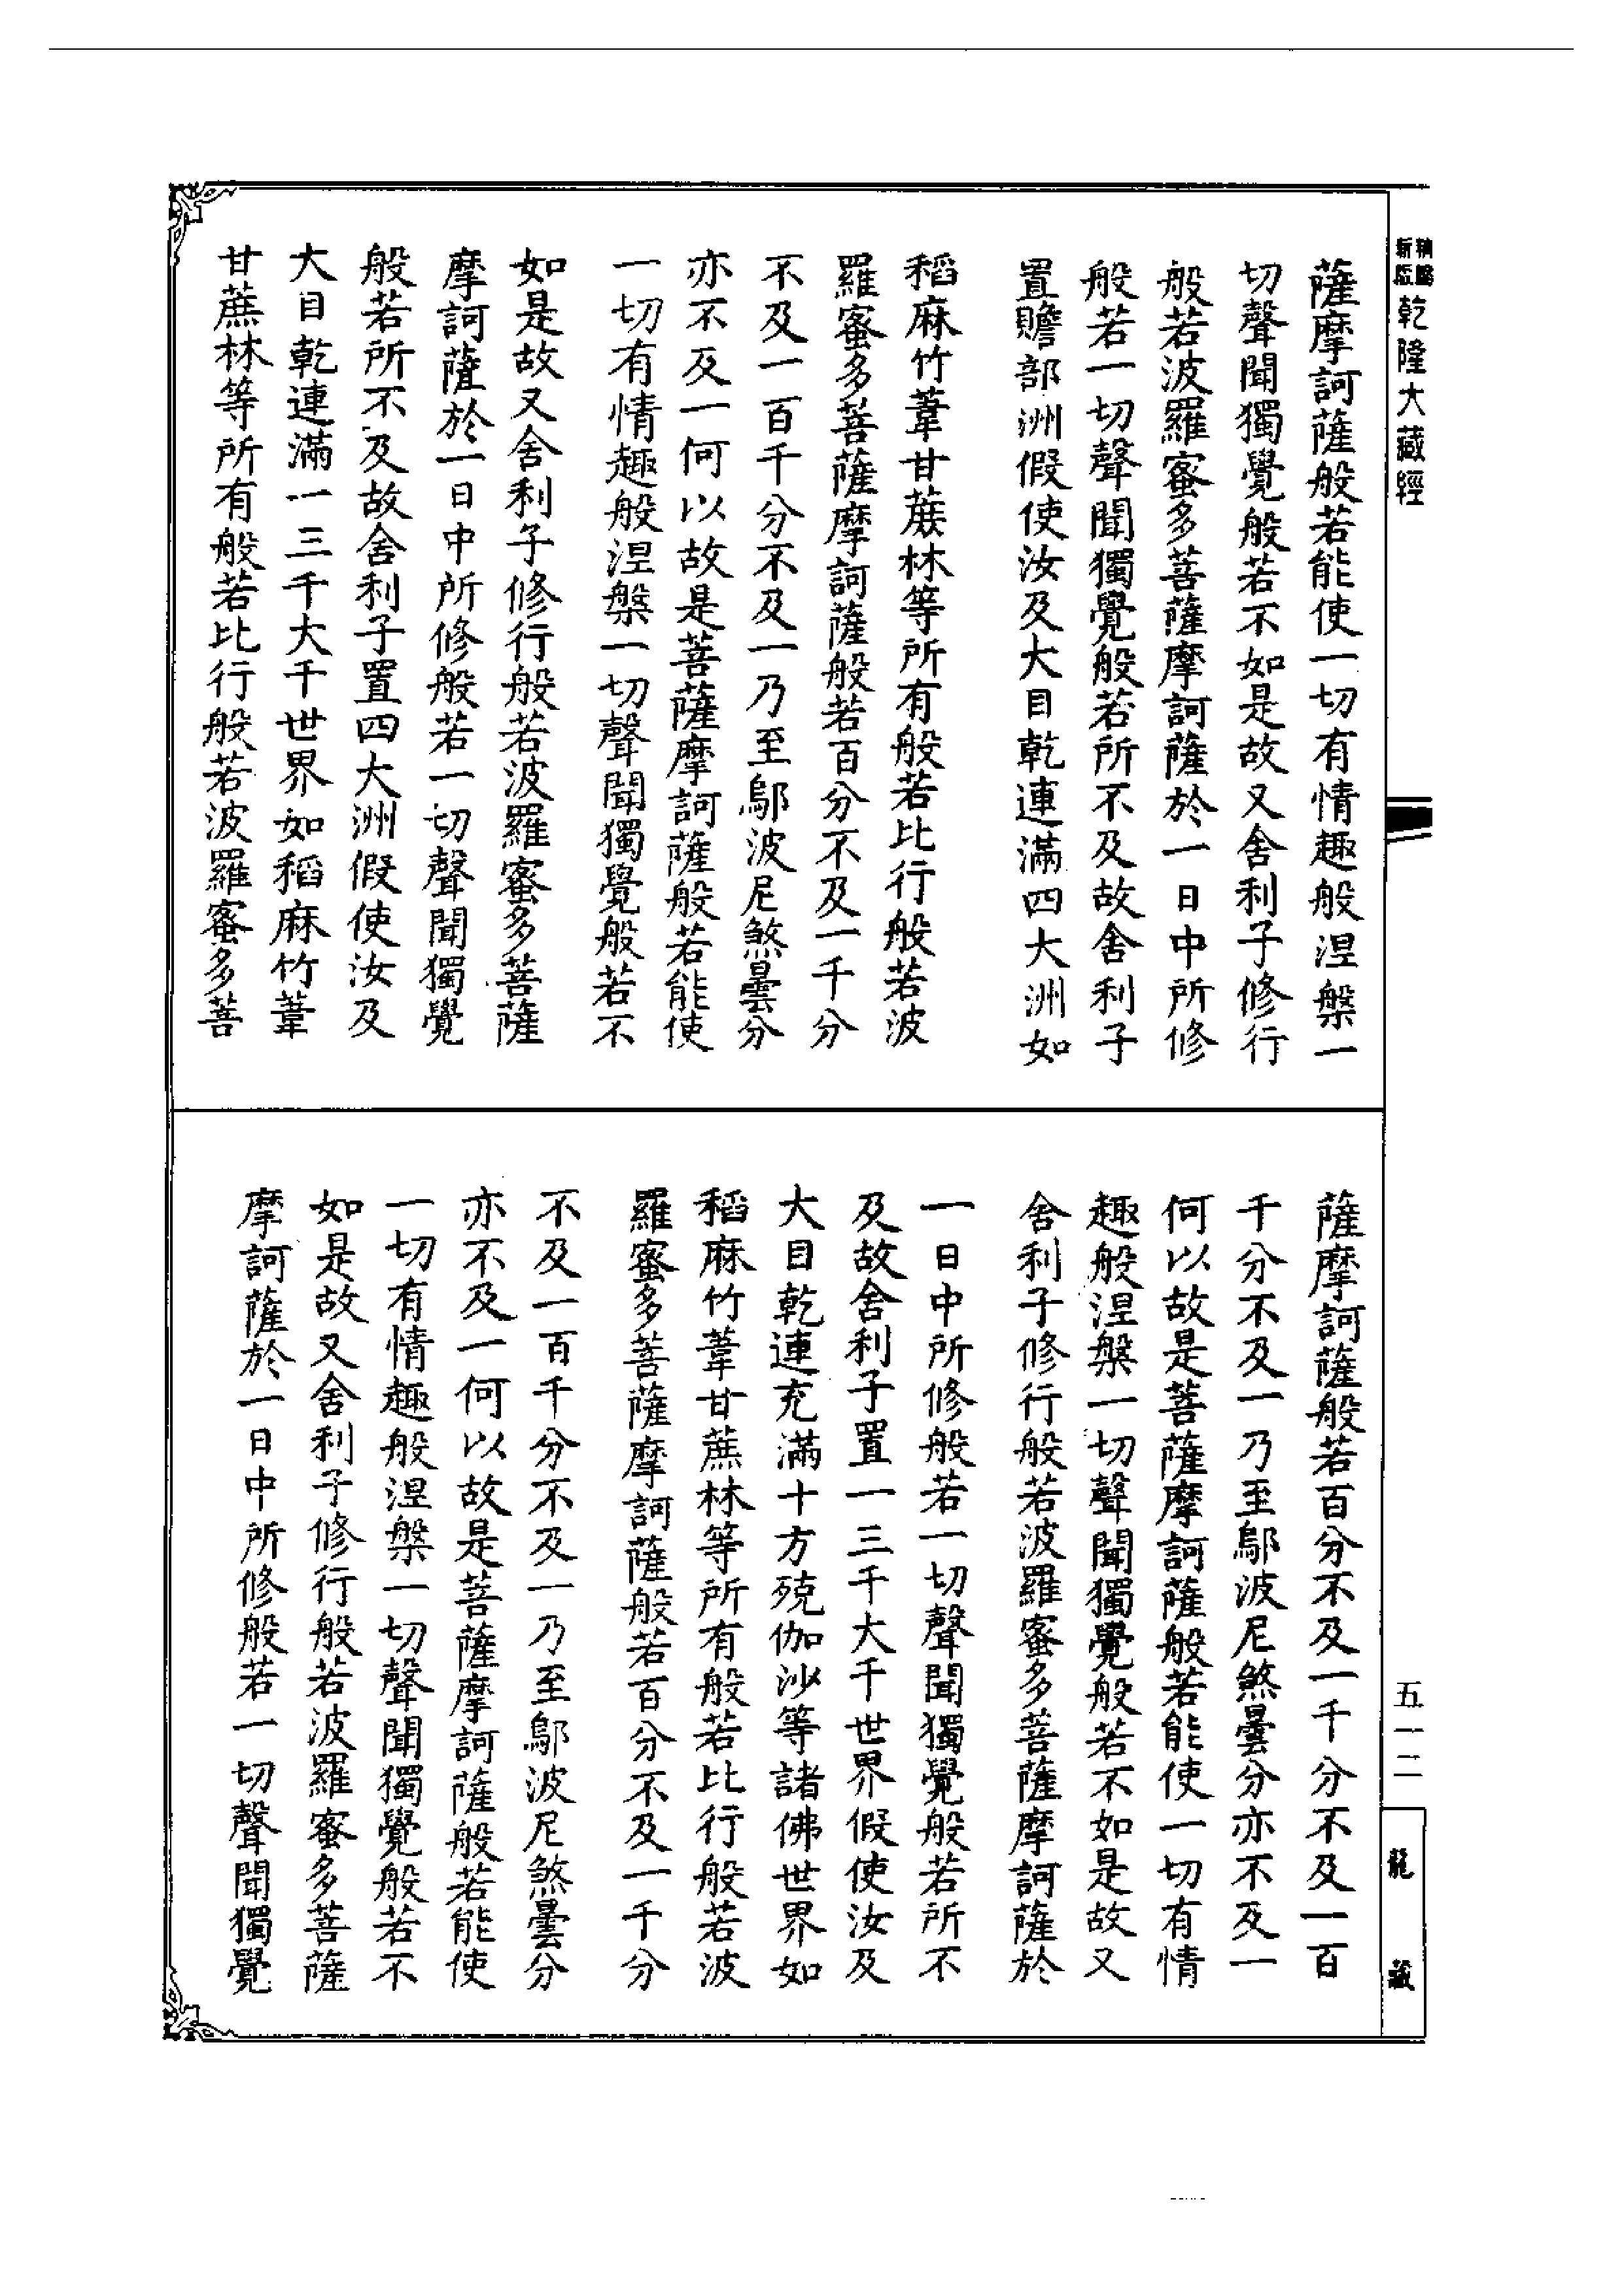 乾隆大藏經
薩摩訶薩般若能使一切有情趣般涅槃一
切聲聞獨覺般若不如是故又舍利子修行
般若波羅蜜多菩薩摩訶薩於一日中所修
般若一切聲聞獨覺般若所不及故舍利子
置贍部洲假使汝及大目乾連滿四大洲如
稻麻竹葦甘蔗林等所有般若比行般若波
羅蜜多菩薩摩訶薩般若百分不及一千分
不及一百千分不及一乃至鄔波尼煞曇分
亦不及一何以故是菩薩摩訶薩般若能使
一切有情趣般涅槃一切聲聞獨覺般若不
如是故又舍利子修行般若波羅蜜多菩薩
摩訶薩於一日中所修般若一切聲聞獨覺
般若所不及故舍利子置四大洲假使汝及
大目乾連滿一三千大千世界如稻麻竹葦
甘蔗林等所有般若比行般若波羅蜜多菩
薩摩訶薩般若百分不及一千分不及一百
千分不及一乃至鄔波尼煞曇分亦不及一
何以故是菩薩摩訶薩般若能使一切有情
趣般涅槃一切聲聞獨覺般若不如是故又
舍利子修行般若波羅蜜多菩薩摩訶薩於
一日中所修般若一切聲聞獨覺般若所不
及故舍利子置一三千大千世界假使汝及
大目乾連充滿十方殑伽沙等諸佛世界如
稻麻竹葦甘蔗林等所有般若比行般若波
羅蜜多菩薩摩訶薩般若百分不及一千分
不及一百千分不及一乃至鄔波尼煞曇分
亦不及一何以故是菩薩摩訶薩般若能使
一切有情趣般涅槃一切聲聞獨覺般若不
如是故又舍利子修行般若波羅蜜多菩薩
摩訶薩於一日中所修般若一切聲聞獨覺
五一二
龍藏